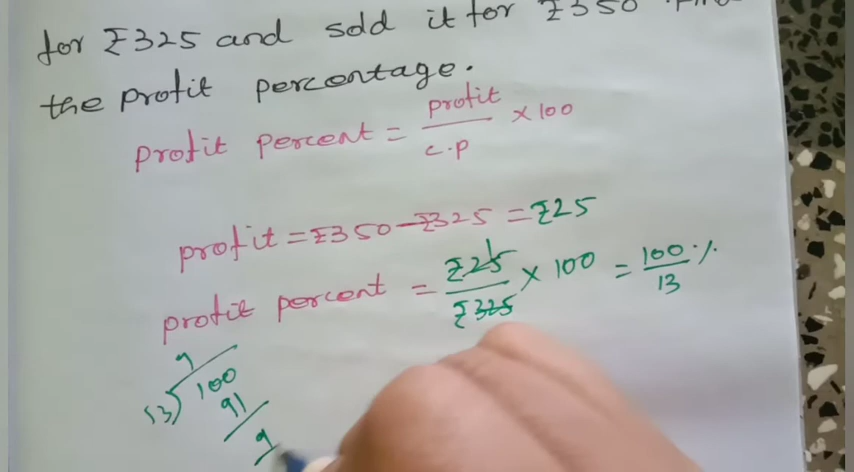 for ₹325 and sold it for ₹350
the profit percentage.
profit percent = profit/c.p × 100
profit = ₹350 - ₹325 = ₹25
profit percent = ₹25/₹325 × 100 = 100/13 %
1
7
13) 100
91
9